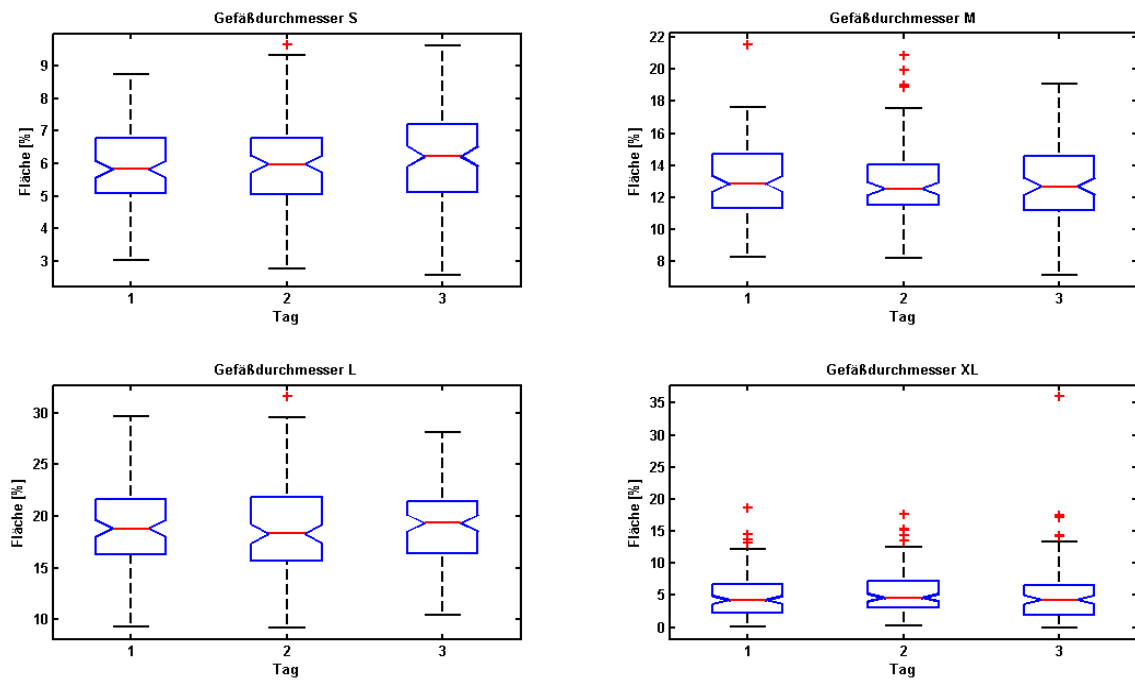 Gefäßdurchmesser S
Fläche [%]
9
8
7
6
5
4
3
1 2 3
Tag
Gefäßdurchmesser M
Fläche [%]
22
20
18
16
14
12
10
8
1 2 3
Tag
Gefäßdurchmesser L
Fläche [%]
30
25
20
15
10
1 2 3
Tag
Gefäßdurchmesser XL
Fläche [%]
35
30
25
20
15
10
5
0
1 2 3
Tag